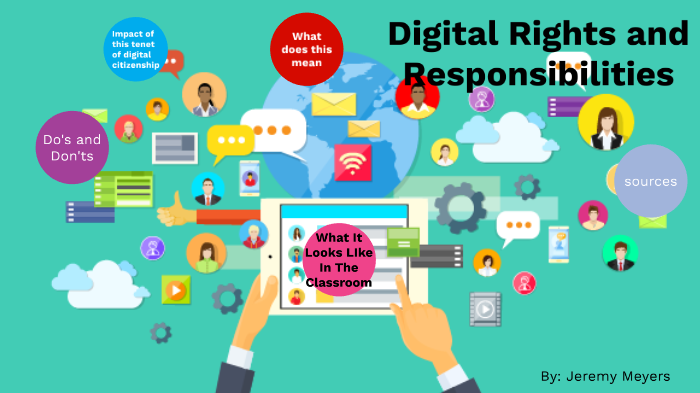 Digital Rights and
Responsibilities
Impact of
this tenet
of digital
citizenship
What
does this
mean
Do's and
Don'ts
sources
What It
Looks Like
In The
Classroom
By: Jeremy Meyers